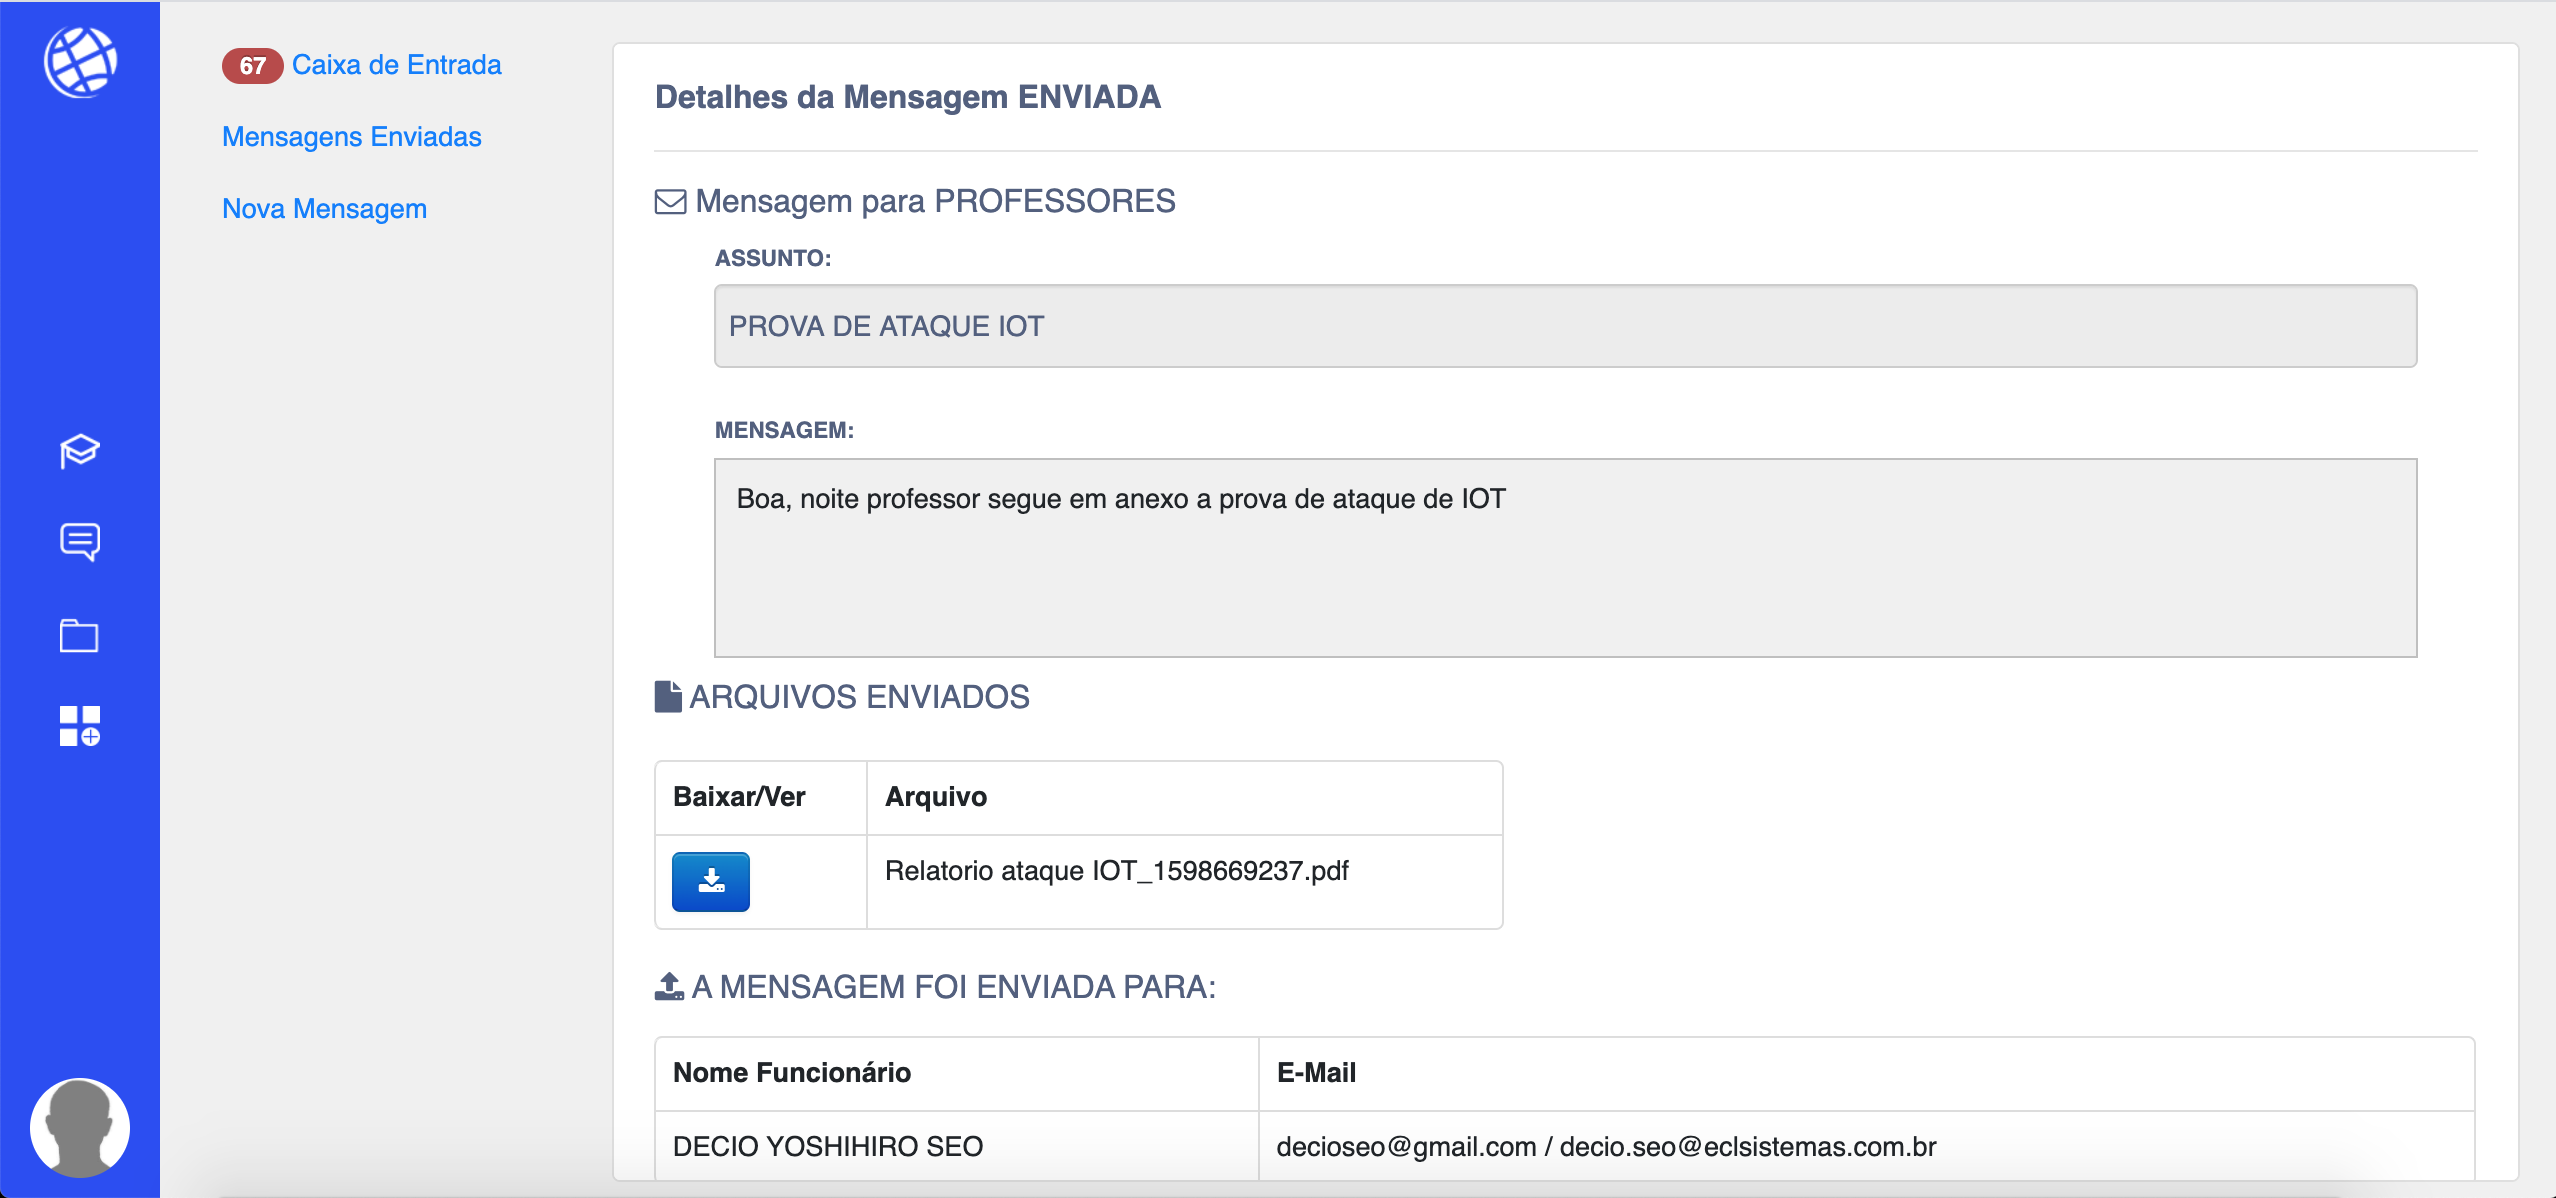 67 Caixa de Entrada
Mensagens Enviadas
Nova Mensagem
Detalhes da Mensagem ENVIADA
Mensagem para PROFESSORES
ASSUNTO:
PROVA DE ATAQUE IOT
MENSAGEM:
Boa, noite professor segue em anexo a prova de ataque de IOT
ARQUIVOS ENVIADOS
Baixar/Ver Arquivo
Relatorio ataque IOT_1598669237.pdf
A MENSAGEM FOI ENVIADA PARA:
Nome Funcionário E-Mail
DECIO YOSHIHIRO SEO decioseo@gmail.com / decio.seo@eclsistemas.com.br